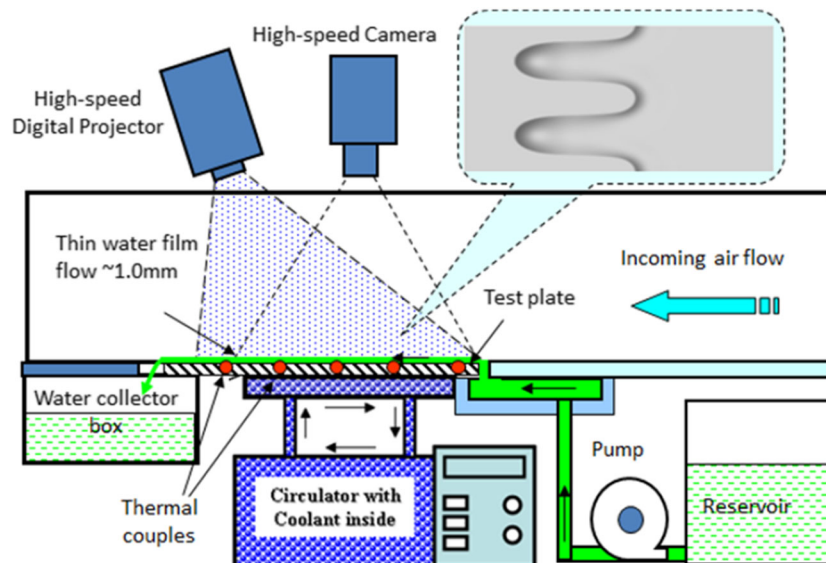 High-speed Camera
High-speed
Digital Projector
Thin water film
flow ~1.0mm
Incoming air flow
Test plate
Water collector
box
Pump
Thermal
couples
Circulator with
Coolant inside
Reservoir